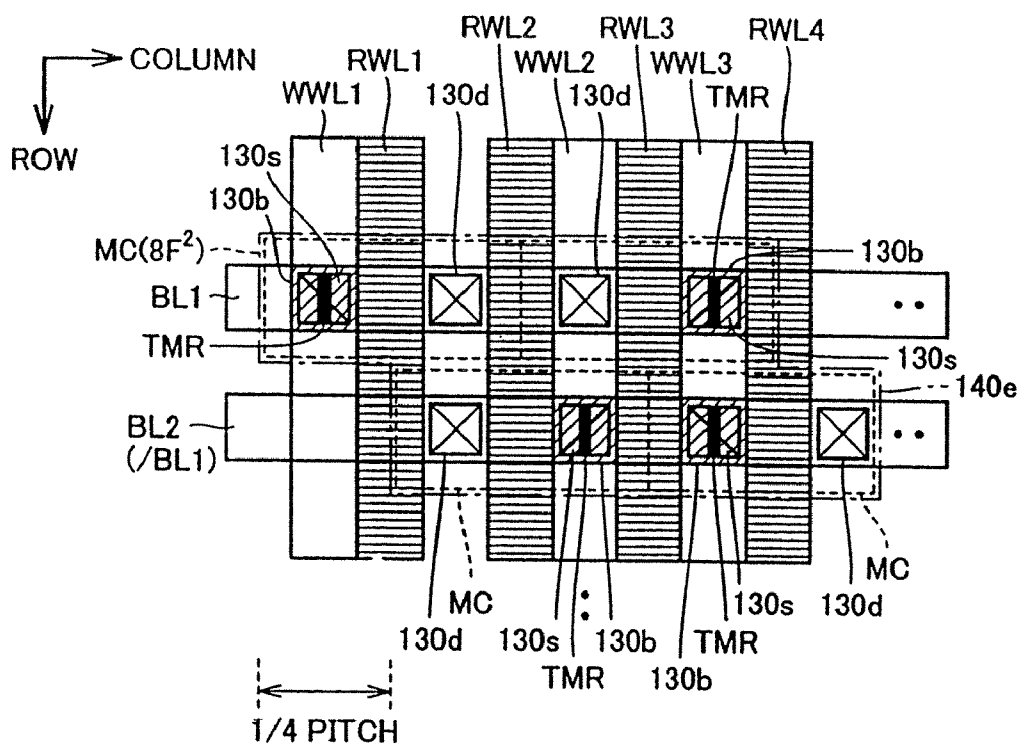 RWL2 RWL3 RWL4
COLUMN RWL1 WWL2 WWL3
WWL1 130d 130d TMR
ROW
130s
130b
MC(8F²) 130b
BL1 ••
TMR 130s
140e
BL2 ••
(/BL1)
MC
MC 130s 130d
130d 130s 130b TMR
TMR 130b
1/4 PITCH